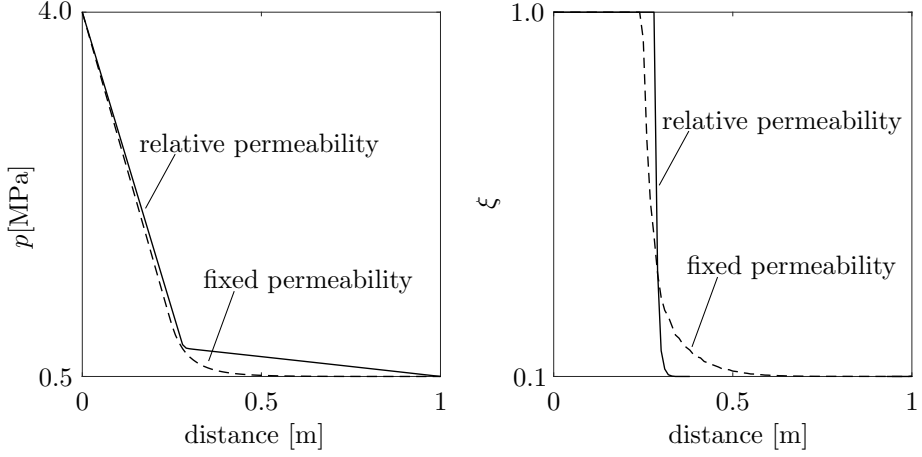 4.0
relative permeability
p[MPa]
fixed permeability
0.5
0
0.5
1
distance [m]
1.0
relative permeability
ξ
fixed permeability
0.1
0
0.5
1
distance [m]